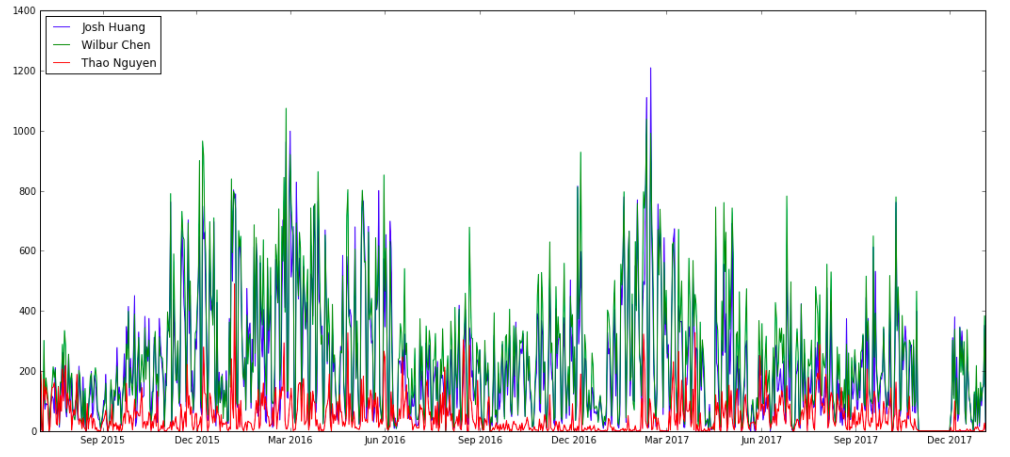 1400
1200
1000
800
600
400
200
0
Josh Huang
Wilbur Chen
Thao Nguyen
Sep 2015 Dec 2015 Mar 2016 Jun 2016 Sep 2016 Dec 2016 Mar 2017 Jun 2017 Sep 2017 Dec 2017